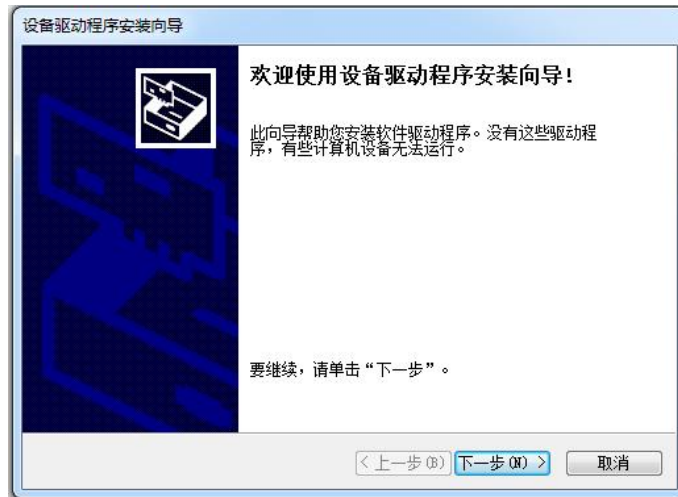 设备驱动程序安装向导
欢迎使用设备驱动程序安装向导!
此向导帮助您安装软件驱动程序。没有这些驱动程
序，有些计算机设备无法运行。
要继续，请单击“下一步”。
< 上一步(B) 下一步(N) > 取消